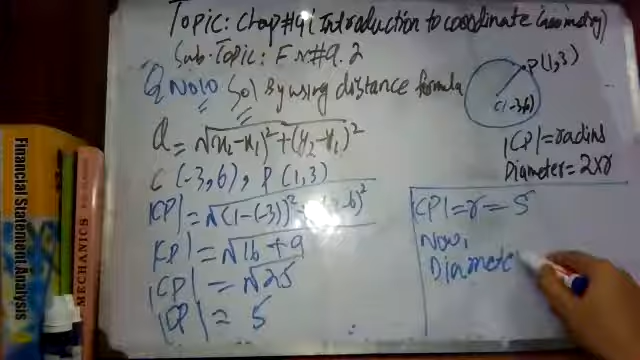 Topic: Chap#9 (Introduction to coordinate Geometry)
Sub.Topic: Ex#9.2
Q No10 Sol By using distance formula
P(1,3)
C(-3,6)
|CP|=radius
Diameter=2×r
d=√(x₂-x₁)²+(y₂-y₁)²
C(-3,6), P(1,3)
|CP|=√(1-(-3))²
|CP|=√16+9
|CP|=√25
|CP|=5
|CP|=r=5
Now,
Diamete
Financial Statement Analysis
MECHANICS